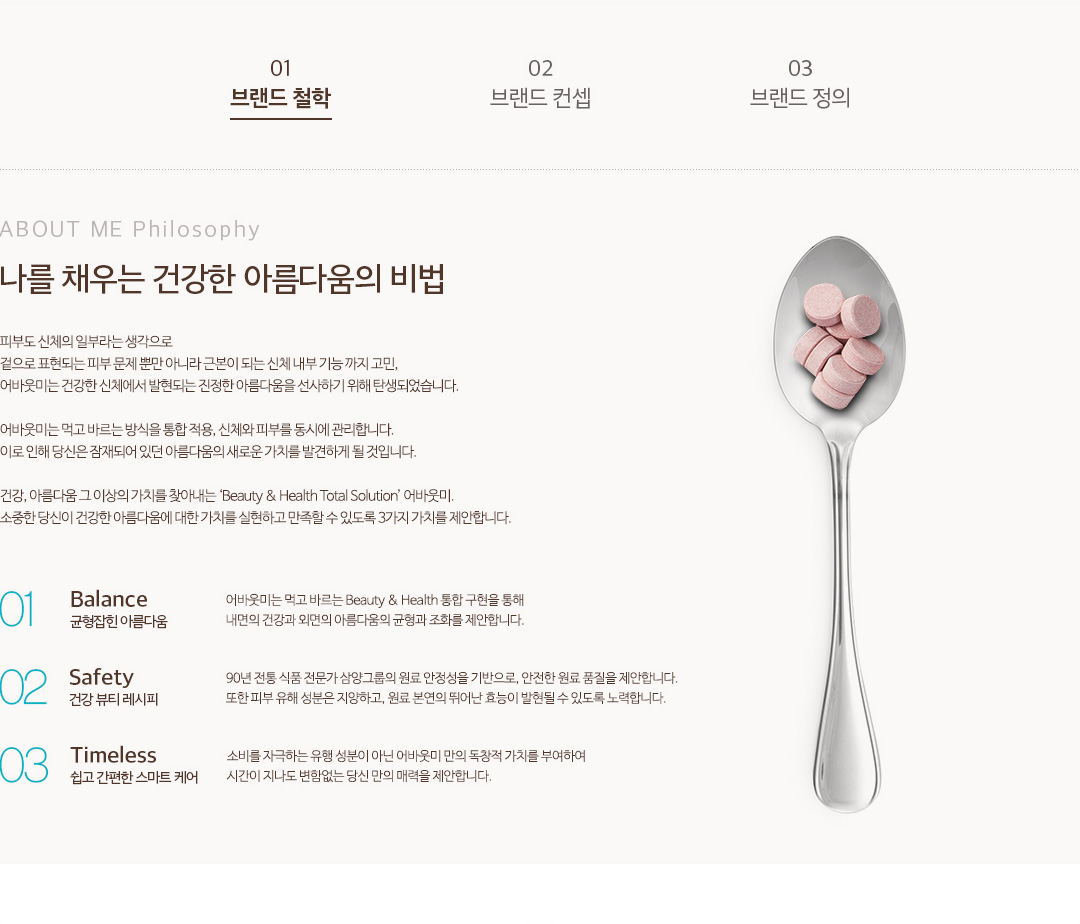 01
브랜드 철학
02
브랜드 컨셉
03
브랜드 정의
ABOUT ME Philosophy
나를 채우는 건강한 아름다움의 비법
피부도 신체의 일부라는 생각으로
겉으로 표현되는 피부 문제 뿐만 아니라 근본이 되는 신체 내부 기능 까지 고민,
어바웃미는 건강한 신체에서 발현되는 진정한 아름다움을 선사하기 위해 탄생되었습니다.
어바웃미는 먹고 바르는 방식을 통합 적용, 신체와 피부를 동시에 관리합니다.
이로 인해 당신은 잠재되어 있던 아름다움의 새로운 가치를 발견하게 될 것입니다.
건강, 아름다움 그 이상의 가치를 찾아내는 ‘Beauty & Health Total Solution’ 어바웃미.
소중한 당신이 건강한 아름다움에 대한 가치를 실현하고 만족할 수 있도록 3가지 가치를 제안합니다.
01
Balance
균형잡힌 아름다움
어바웃미는 먹고 바르는 Beauty & Health 통합 구현을 통해
내면의 건강과 외면의 아름다움의 균형과 조화를 제안합니다.
02
Safety
건강 뷰티 레시피
90년 전통 식품 전문가 삼양그룹의 원료 안정성을 기반으로, 안전한 원료 품질을 제안합니다.
또한 피부 유해 성분은 지양하고, 원료 본연의 뛰어난 효능이 발현될 수 있도록 노력합니다.
03
Timeless
쉽고 간편한 스마트 케어
소비를 자극하는 유행 성분이 아닌 어바웃미 만의 독창적 가치를 부여하여
시간이 지나도 변함없는 당신 만의 매력을 제안합니다.